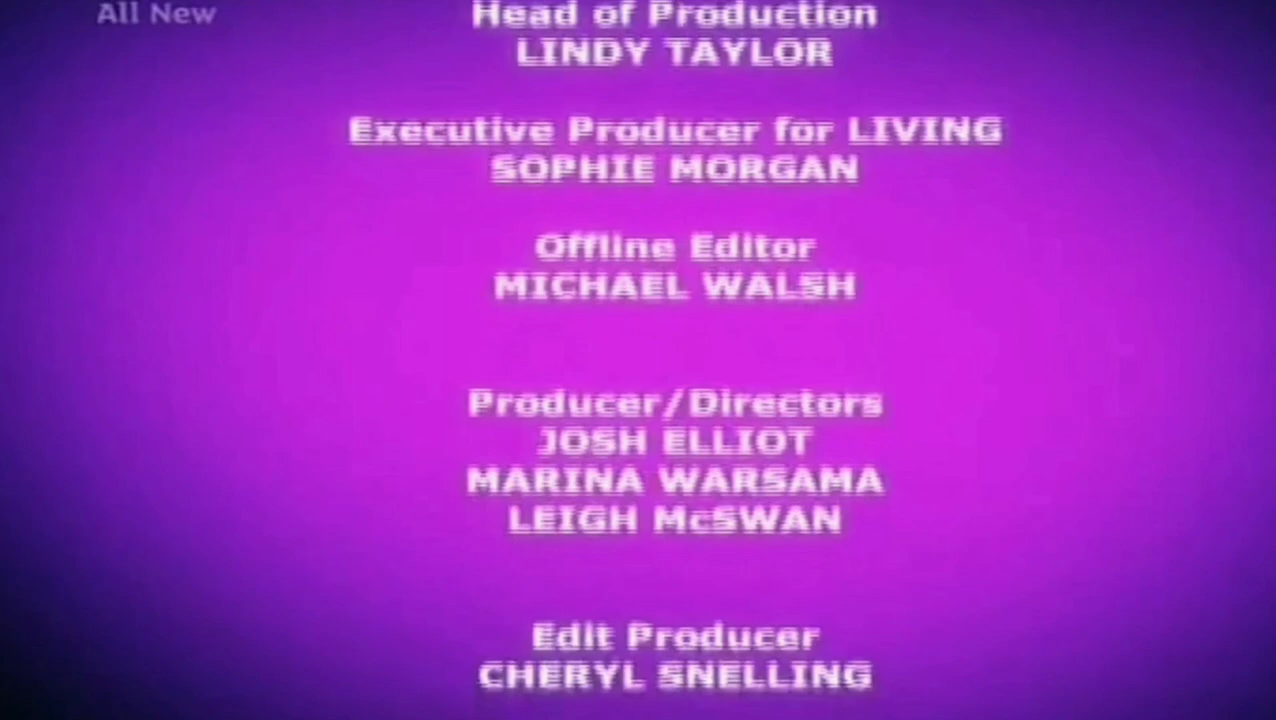 All New
Head of Production
LINDY TAYLOR
Executive Producer for LIVING
SOPHIE MORGAN
Offline Editor
MICHAEL WALSH
Producer/Directors
JOSH ELLIOT
MARINA WARSAMA
LEIGH McSWAN
Edit Producer
CHERYL SNELLING